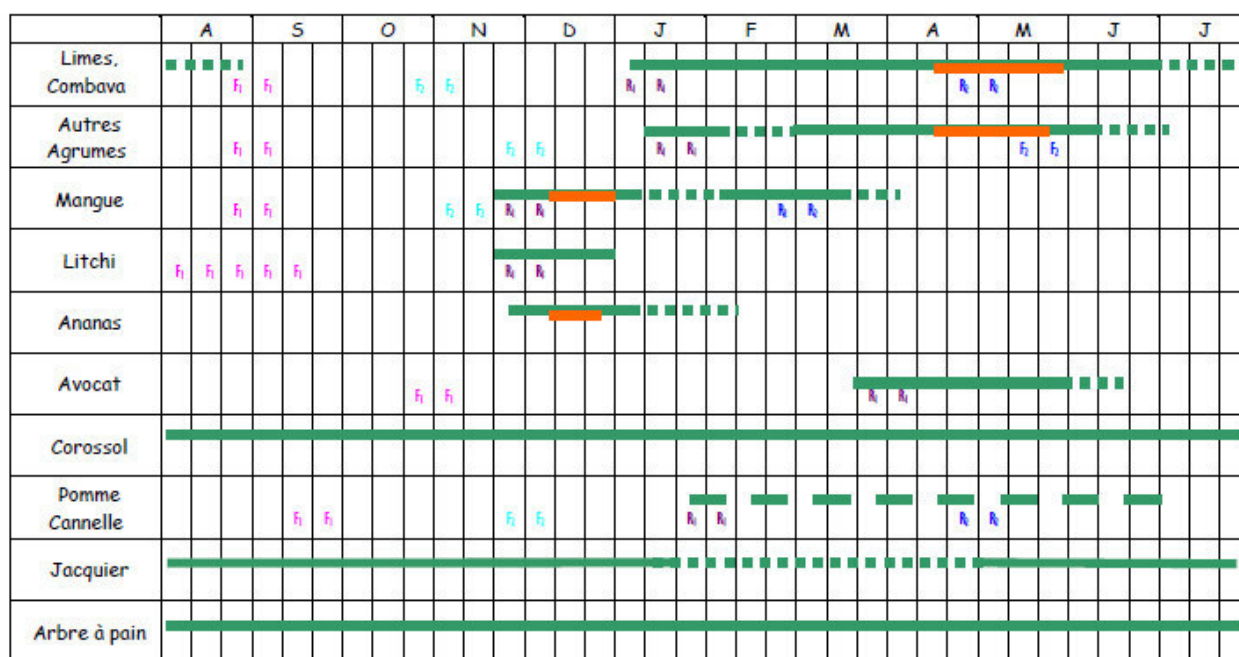 A S O N D J F M A M J J
Limes,
Combava
F₁ F₁ F₂ F₂ R₁ R₁ R₂ R₂
Autres
Agrumes
F₁ F₁ F₂ F₂ R₁ R₁ F₂ F₂
Mangue
F₁ F₁ F₂ F₂ R₁ R₁ R₂ R₂
Litchi
F₁ F₁ F₁ F₁ F₁ R₁ R₁
Ananas
Avocat
F₁ F₁ R₁ R₁
Corossol
Pomme
Cannelle
F₁ F₁ F₂ F₂ R₁ R₁ R₂ R₂
Jacquier
Arbre à pain